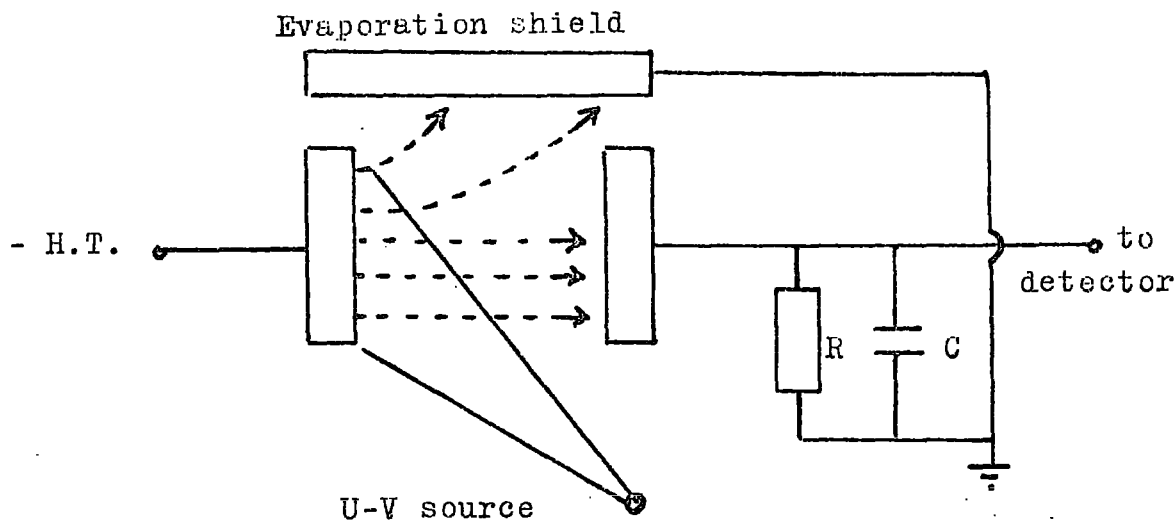 Evaporation shield
- H.T.
to
detector
R
C
U-V source